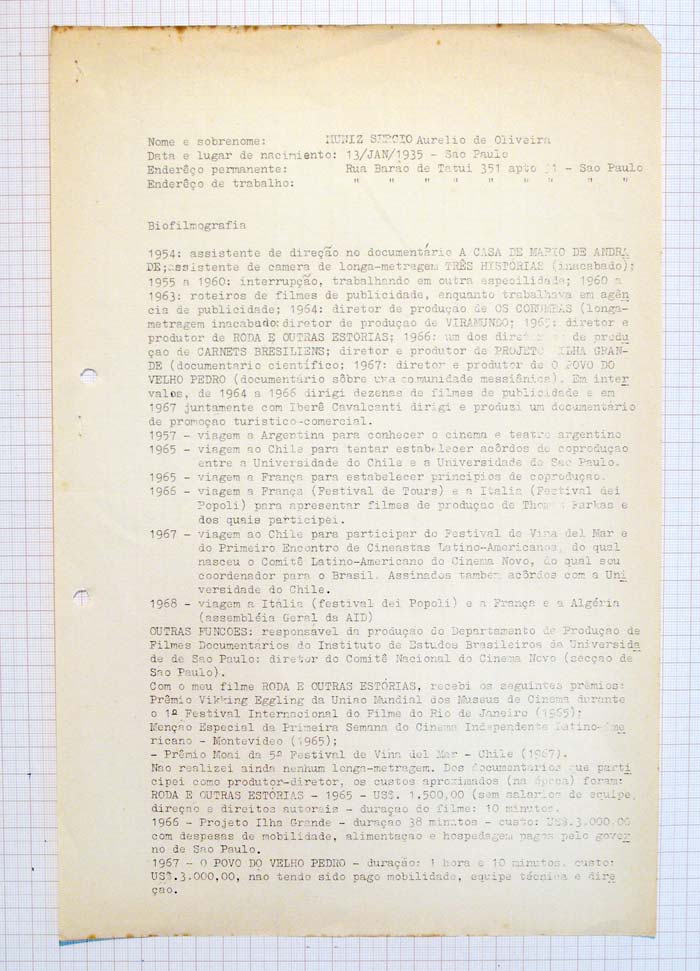 Nome e sobrenome: MUNIZ SERGIO Aurelio de Oliveira
Data e lugar de nacimiento: 13/JAN/1935 - Sao Paulo
Enderêço permanente: Rua Barão de Tatui 351 apto 31 - Sao Paulo
Enderêço de trabalho: " " " " " " " " "
Biofilmografia
1954: assistente de direção no documentário A CASA DE MARIO DE ANDRA
DE;assistente de camera de longa-metragem TRÊS HISTÓRIAS (inacabado);
1955 a 1960: interrupção, trabalhando em outra especilidade; 1960 a
1963: roteiros de filmes de publicidade, enquanto trabalhava em agên
cia de publicidade; 1964: diretor de produçao de OS CORUMBAS (longa-
metragem inacabado: diretor de produçao de VIRAMUNDO; 1965: diretor e
produtor de RODA E OUTRAS ESTORIAS; 1966: um dos diretores de produ
çao de CARNETS BRESILIENS; diretor e produtor de PROJETO ILHA GRAN-
DE (documentario científico; 1967: diretor e produtor de O POVO DO
VELHO PEDRO (documentário sôbre uma comunidade messiânica). Em inter
valos, de 1964 a 1966 dirigi dezenas de filmes de publicidade e em
1967 juntamente com Iberê Cavalcanti dirigi e produzi um documentário
de promoçao turistico-comercial.
1957 - viagem a Argentina para conhecer o cinema e teatro argentino
1965 - viagem ao Chile para tentar estabelecer acôrdos de coprodução
entre a Universidade do Chile e a Universidade de Sao Paulo.
1965 - viagem a França para estabelecer principios de coproduçao.
1966 - viagem a França (Festival de Tours) e a Italia (Festival dei
Popoli) para apresentar filmes de produçao de Thomas Farkas e
dos quais participei.
1967 - viagem ao Chile para participar do Festival de Viña del Mar e
do Primeiro Encontro de Cineastas Latino-Americanos, do qual
nasceu o Comitê Latino-Americano do Cinema Novo, do qual sou
coordenador para o Brasil. Assinados também acôrdos com a Uni
versidade do Chile.
1968 - viagem a Itália (festival dei Popoli) e a França e a Algéria
(assembléia Geral da AID)
OUTRAS FUNCOES: responsável da produçao do Departamento de Produçao de
Filmes Documentários do Instituto de Estudos Brasileiros da Universida
de de Sao Paulo: diretor do Comitê Nacional do Cinema Novo (secçao de
São Paulo).
Com o meu filme RODA E OUTRAS ESTÓRIAS, recebi os seguintes prêmios:
Prêmio Vikking Eggling da Uniao Mundial dos Museus de Cinema durante
o 1º Festival Internacional do Filme do Rio de Janeiro (1965);
Menção Especial da Primeira Semana do Cinema Independente Latino-Ame
ricano - Montevideo (1965);
- Prêmio Moai da 5º Festival de Vina del Mar - Chile (1967).
Não realizei ainda nenhum longa-metragem. Dos documentários que parti
cipei como produtor-diretor, os custos aproximados (na época) foram:
RODA E OUTRAS ESTÓRIAS - 1965 - US$. 1.500,00 (sem salarios de equipe,
direçao e direitos autorais - duraçao do filme: 10 minutos.
1966 - Projeto Ilha Grande - duraçao 38 minutos - custo: US$.3.000.00
com despesas de mobilidade, alimentaçao e hospedagem pagos pelo gover
no de Sao Paulo.
1967 - O POVO DO VELHO PEDRO - duração: 1 hora e 10 minutos. custo:
US$.3.000,00, não tendo sido pago mobilidade, equipe técnica e dire
ção.